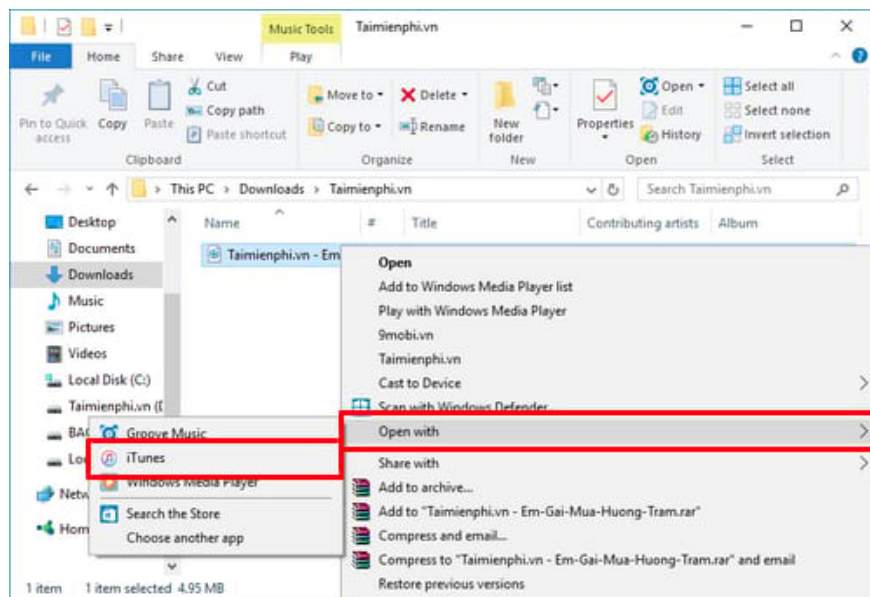 Music Tools
Taimienphi.vn
File
Home
Share
View
Play
Pin to Quick access
Copy
Paste
Cut
Copy path
Paste shortcut
Clipboard
Move to
Copy to
Delete
Rename
Organize
New folder
New
Properties
Open
Edit
History
Open
Select all
Select none
Invert selection
Select
This PC > Downloads > Taimienphi.vn
Search Taimienphi.vn
Desktop
Documents
Downloads
Music
Pictures
Videos
Local Disk (C:)
Taimienphi.vn (
Name
#
Title
Contributing artists
Album
Taimienphi.vn - Em
Open
Add to Windows Media Player list
Play with Windows Media Player
9mobi.vn
Taimienphi.vn
Cast to Device
Scan with Windows Defender...
Open with
Share with
Add to archive...
Add to "Taimienphi.vn - Em-Gai-Mua-Huong-Tram.rar"
Compress and email...
Compress to "Taimienphi.vn - Em-Gai-Mua-Huong-Tram.rar" and email
Restore previous versions
Groove Music
iTunes
Windows Media Player
Search the Store
Choose another app
1 item
1 item selected 4.95 MB